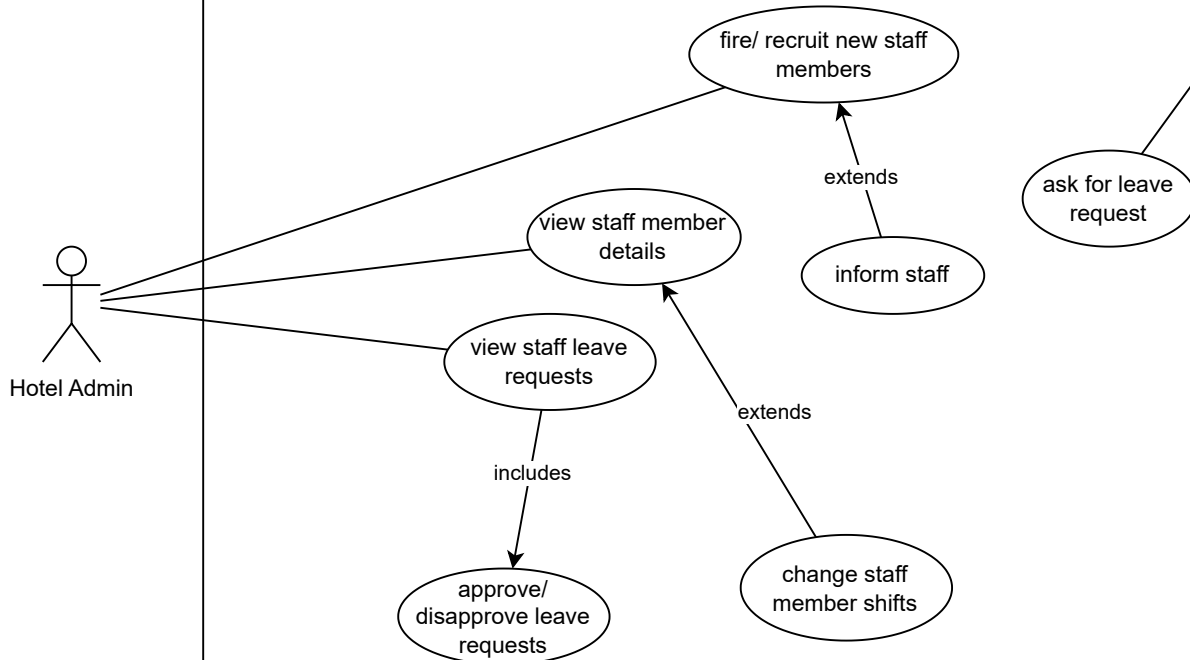 fire/ recruit new staff
members
extends
ask for leave
request
view staff member
details
inform staff
view staff leave
requests
Hotel Admin
extends
includes
change staff
member shifts
approve/
disapprove leave
requests